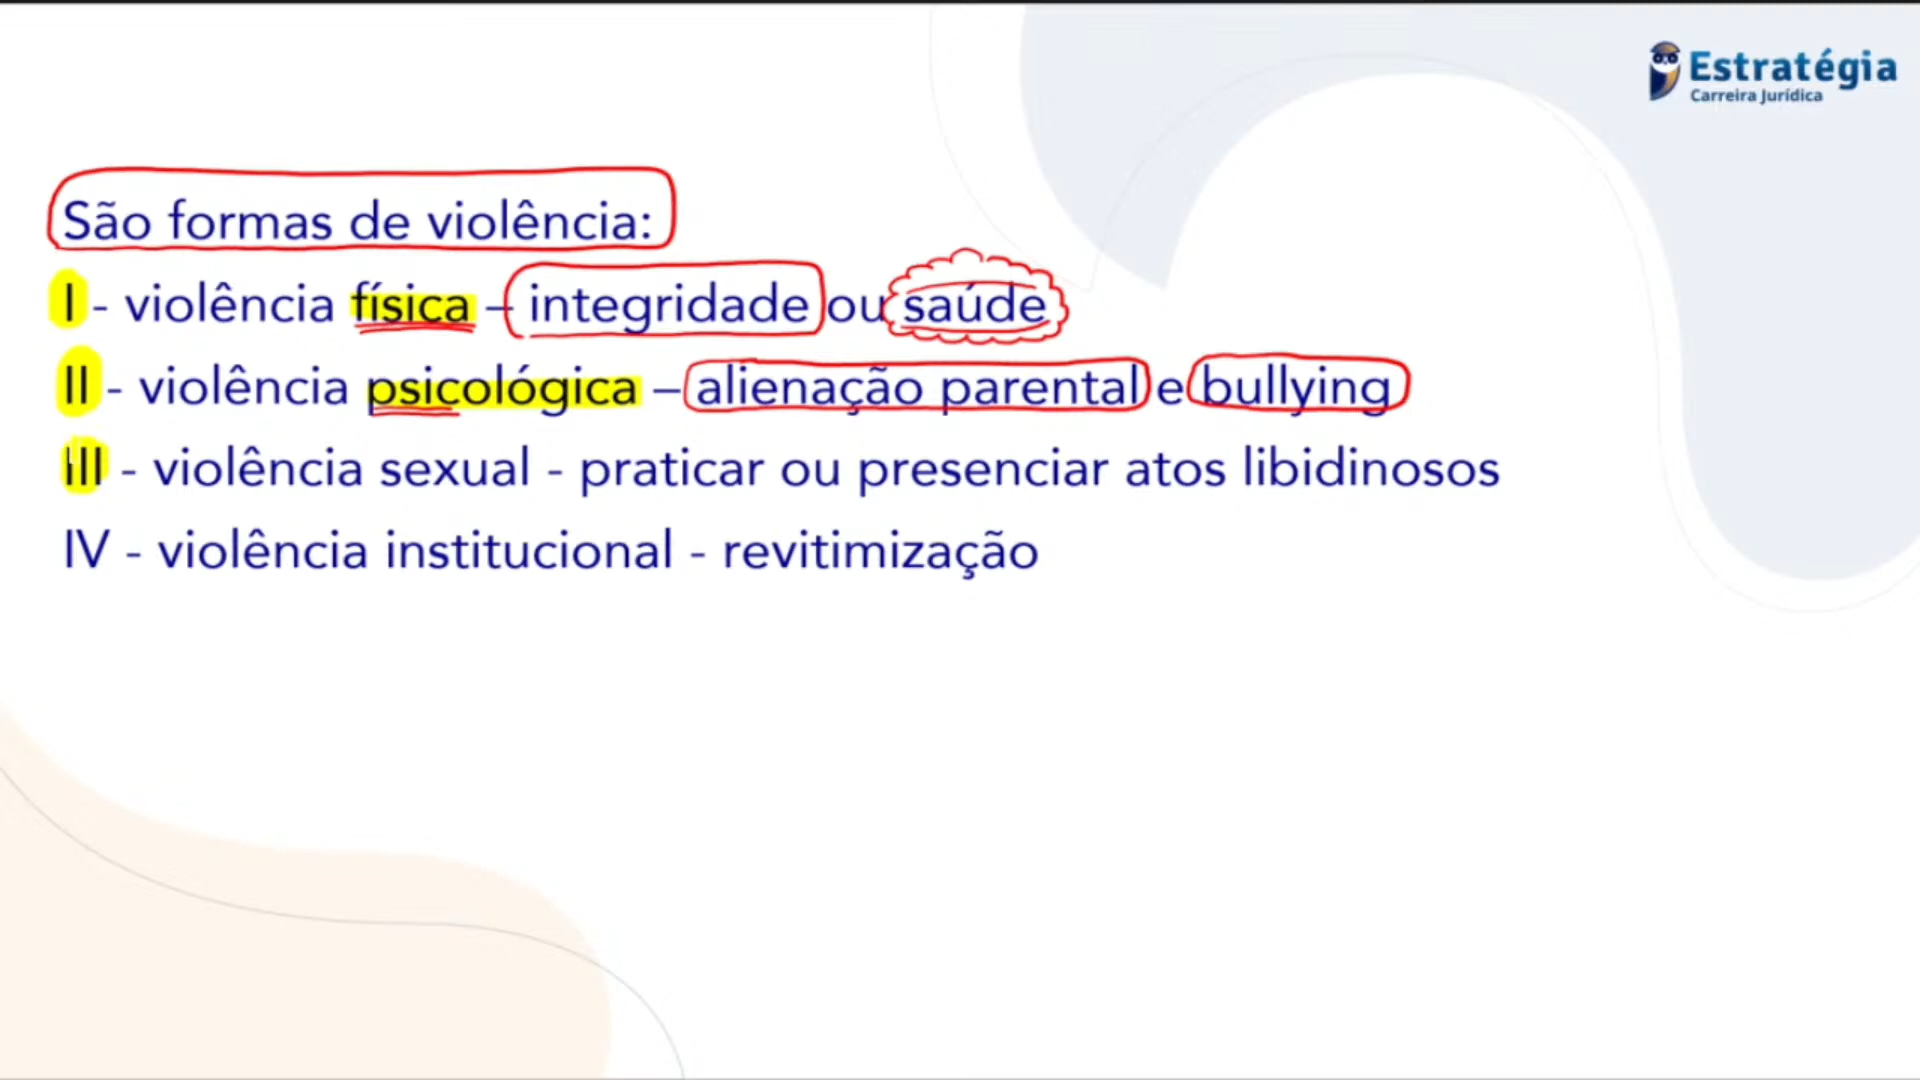 Estratégia
Carreira Jurídica
São formas de violência:
I - violência física – integridade ou saúde
II - violência psicológica – alienação parental e bullying
III - violência sexual - praticar ou presenciar atos libidinosos
IV - violência institucional - revitimização